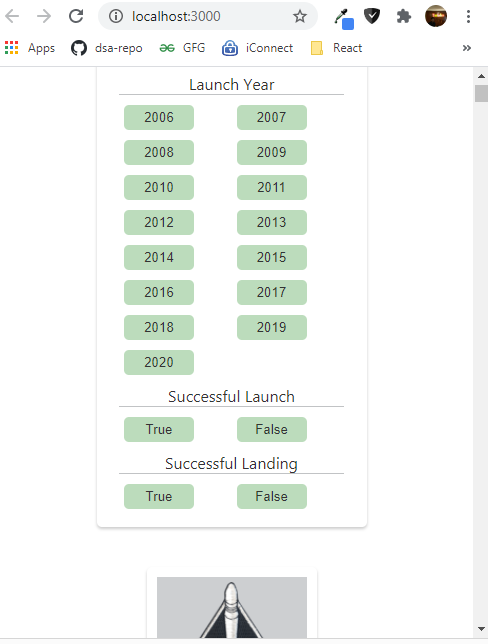 localhost:3000
Apps dsa-repo GFG iConnect React »
Launch Year
2006 2007
2008 2009
2010 2011
2012 2013
2014 2015
2016 2017
2018 2019
2020
Successful Launch
True False
Successful Landing
True False